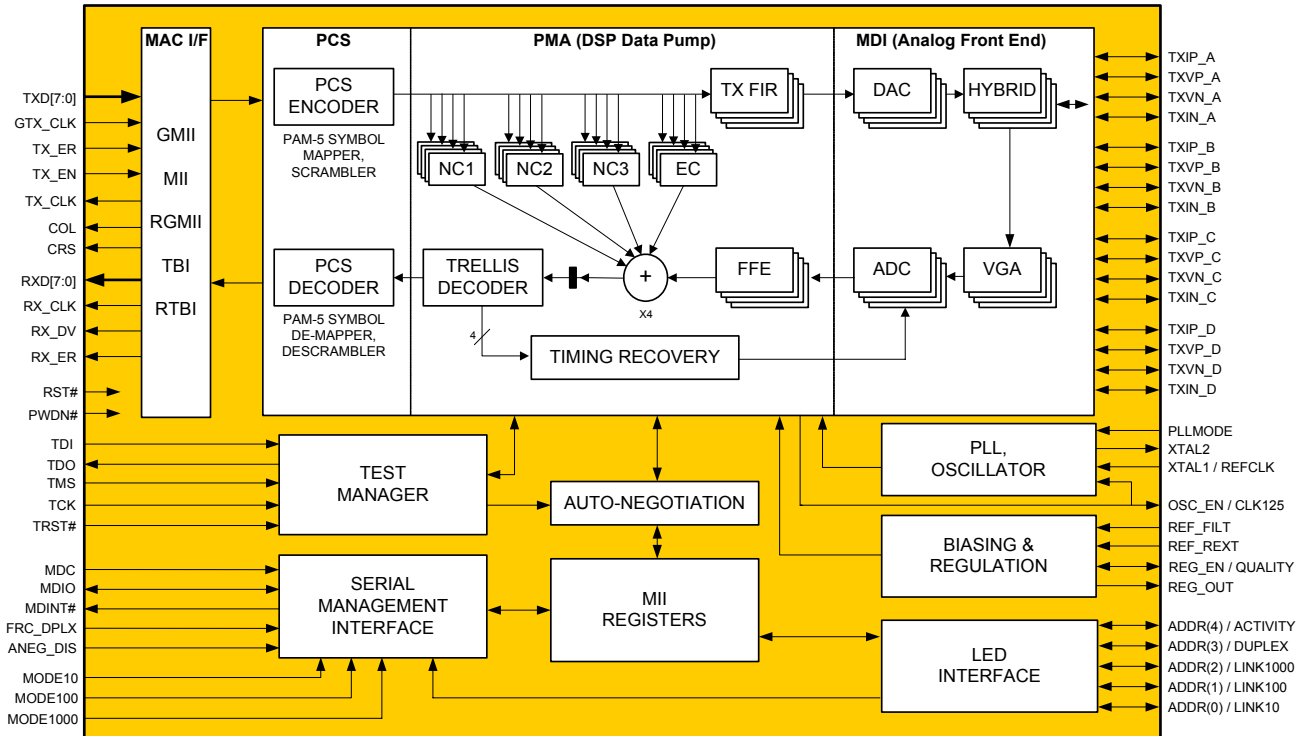 MAC I/F
PCS
PMA (DSP Data Pump)
MDI (Analog Front End)
TXD[7:0]
GTX_CLK
TX_ER
TX_EN
TX_CLK
COL
CRS
RXD[7:0]
RX_CLK
RX_DV
RX_ER
RST#
PWDN#
GMII
MII
RGMII
TBI
RTBI
PCS
ENCODER
PAM-5 SYMBOL
MAPPER,
SCRAMBLER
PCS
DECODER
PAM-5 SYMBOL
DE-MAPPER,
DESCRAMBLER
NC1
NC2
NC3
EC
TX FIR
TRELLIS
DECODER
+
X4
FFE
4
TIMING RECOVERY
DAC
HYBRID
ADC
VGA
TXIP_A
TXVP_A
TXVN_A
TXIN_A
TXIP_B
TXVP_B
TXVN_B
TXIN_B
TXIP_C
TXVP_C
TXVN_C
TXIN_C
TXIP_D
TXVP_D
TXVN_D
TXIN_D
TDI
TDO
TMS
TCK
TRST#
TEST
MANAGER
AUTO-NEGOTIATION
PLL,
OSCILLATOR
PLLMODE
XTAL2
XTAL1 / REFCLK
OSC_EN / CLK125
BIASING &
REGULATION
REF_FILT
REF_REXT
REG_EN / QUALITY
REG_OUT
MDC
MDIO
MDINT#
FRC_DPLX
ANEG_DIS
MODE10
MODE100
MODE1000
SERIAL
MANAGEMENT
INTERFACE
MII
REGISTERS
LED
INTERFACE
ADDR(4) / ACTIVITY
ADDR(3) / DUPLEX
ADDR(2) / LINK1000
ADDR(1) / LINK100
ADDR(0) / LINK10